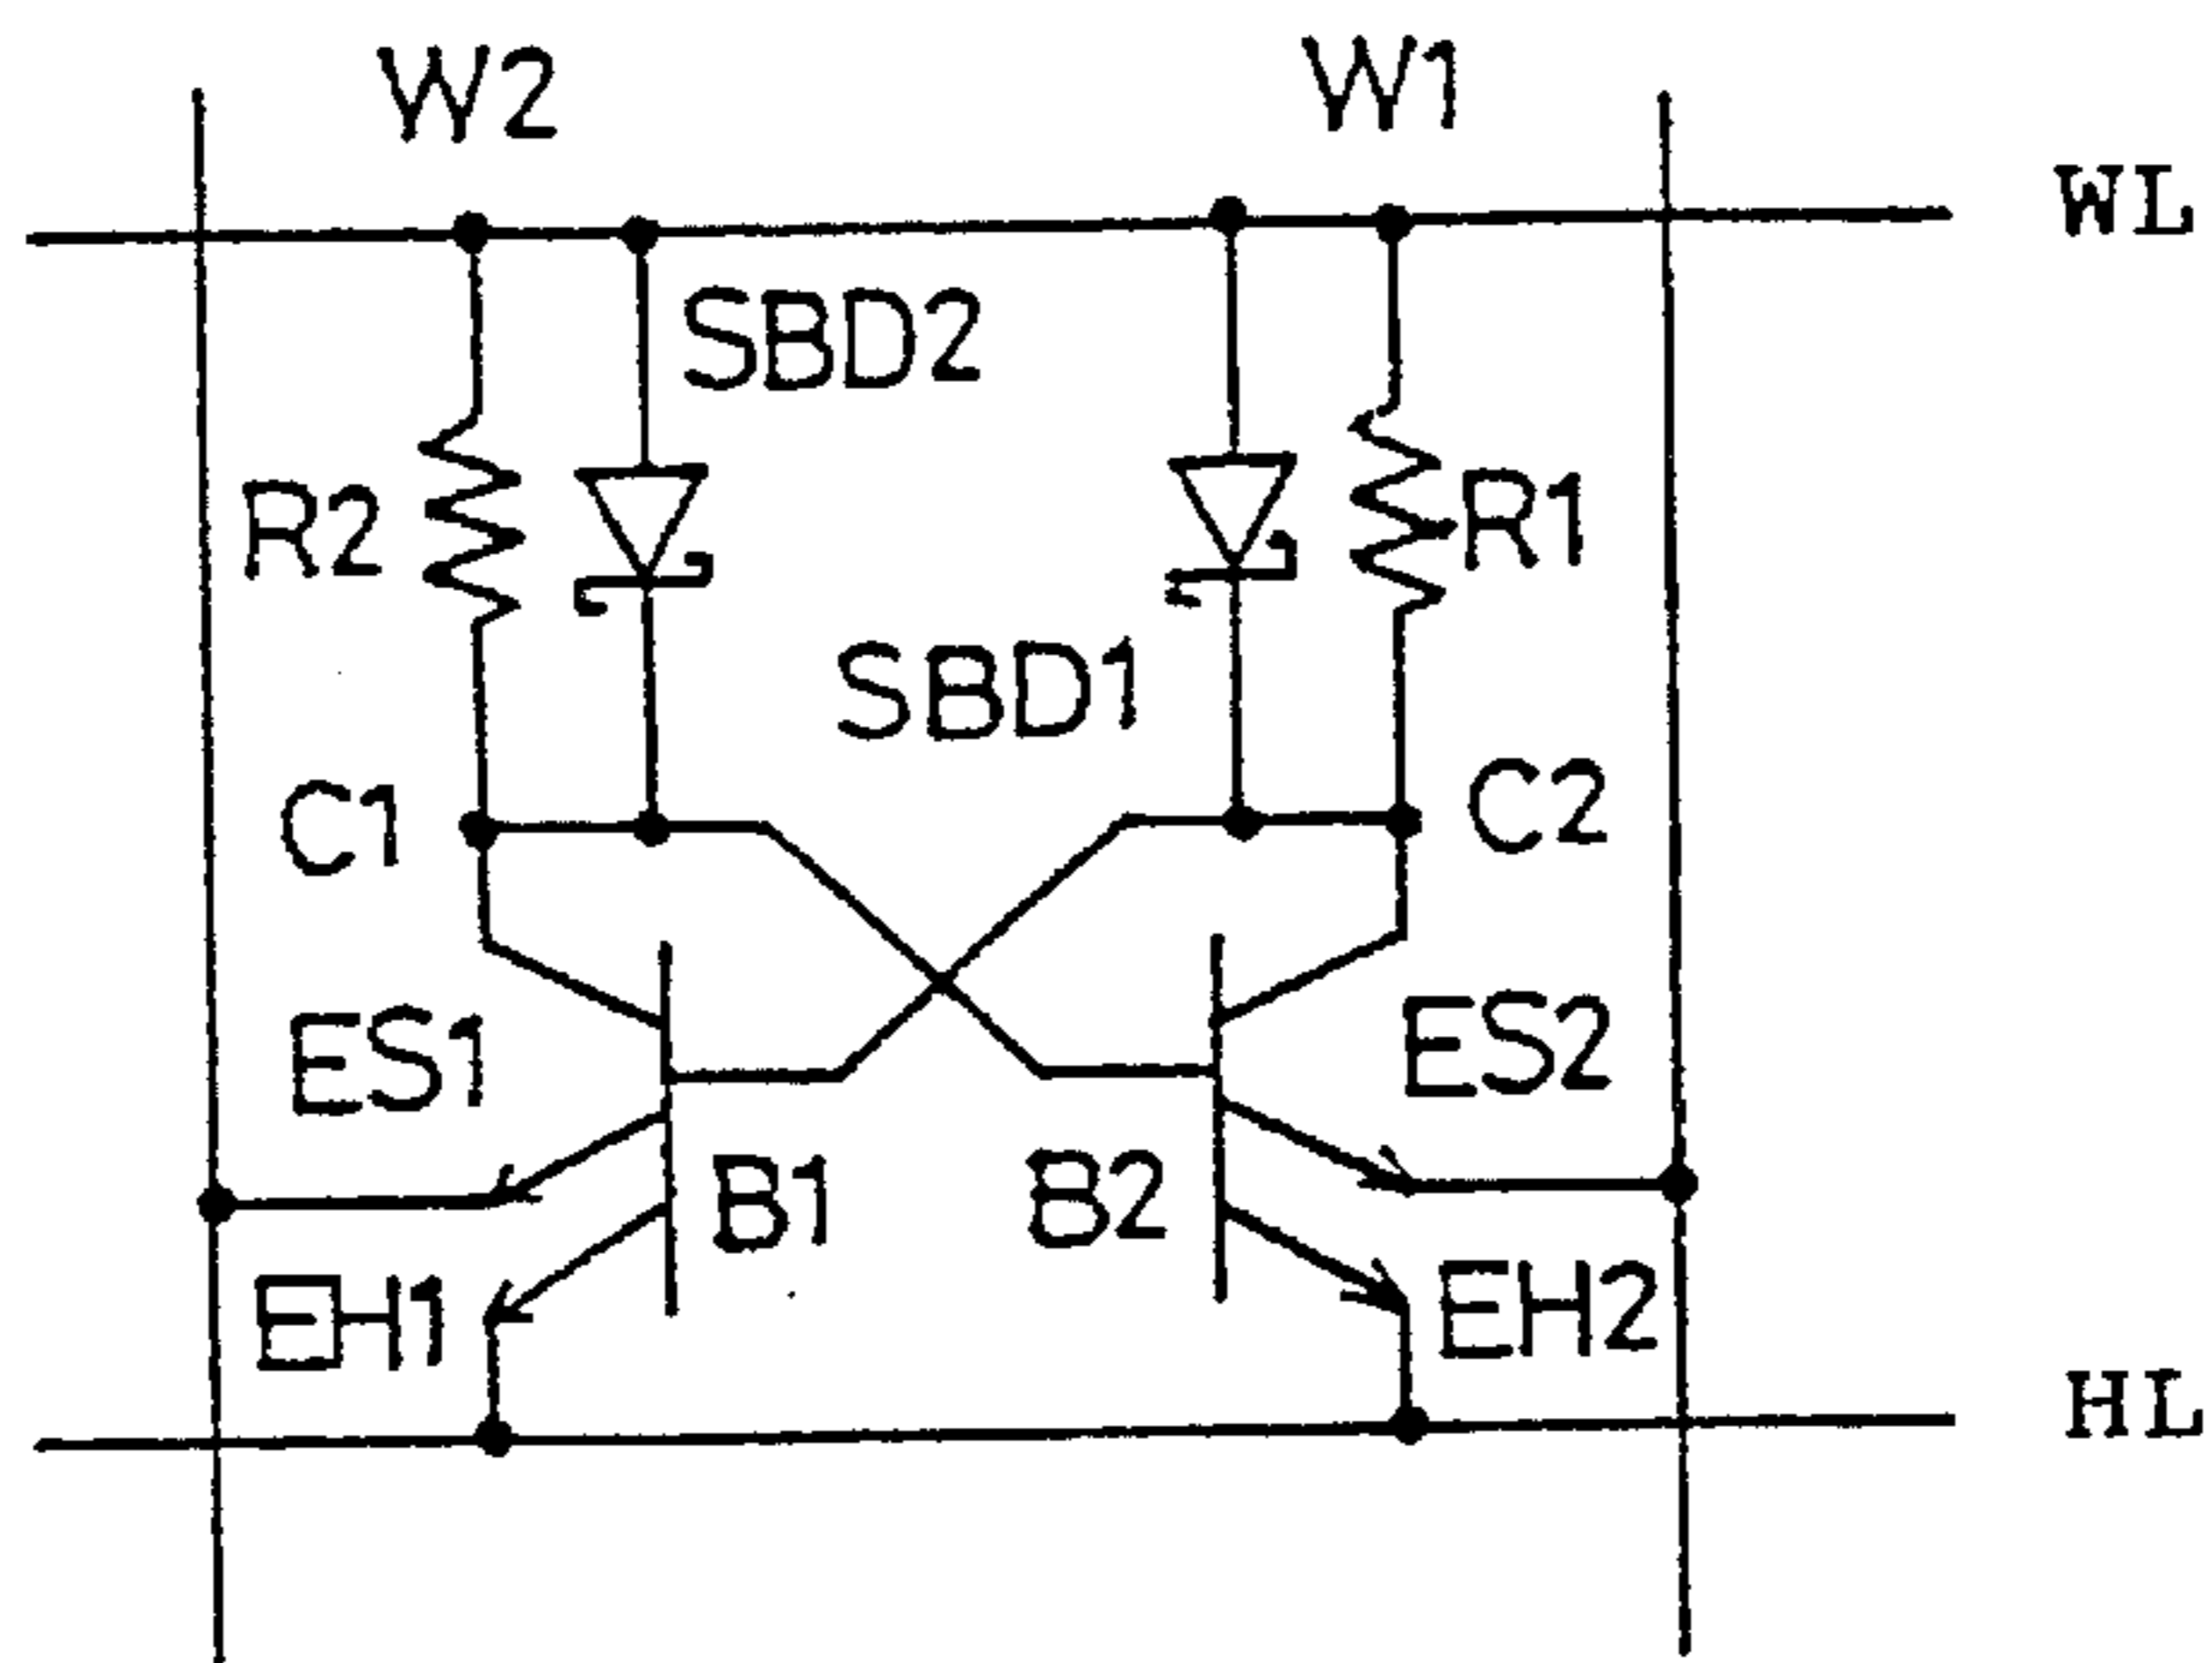 W2 W1
WL
SBD2
R2 R1
SBD1
C1 C2
ES1 ES2
B1 B2
EH1 EH2
HL